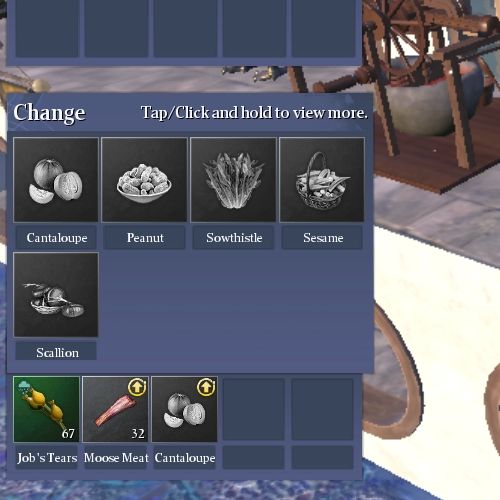 Change
Tap/Click and hold to view more.
Cantaloupe
Peanut
Sowthistle
Sesame
Scallion
67
32
Job's Tears
Moose Meat
Cantaloupe